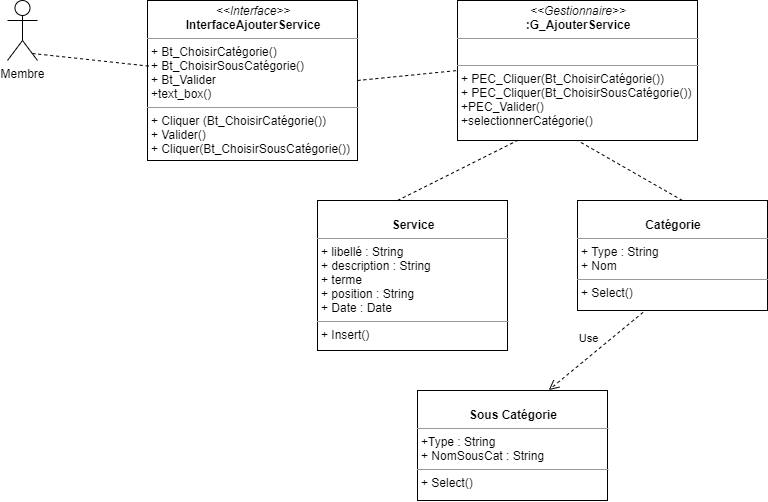 <<Interface>>
InterfaceAjouterService
+ Bt_ChoisirCatégorie()
+ Bt_ChoisirSousCatégorie()
+ Bt_Valider
+text_box()
+ Cliquer (Bt_ChoisirCatégorie())
+ Valider()
+ Cliquer(Bt_ChoisirSousCatégorie())
Membre
<<Gestionnaire>>
:G_AjouterService
+ PEC_Cliquer(Bt_ChoisirCatégorie())
+ PEC_Cliquer(Bt_ChoisirSousCatégorie())
+PEC_Valider()
+selectionnerCatégorie()
Service
+ libellé : String
+ description : String
+ terme
+ position : String
+ Date : Date
+ Insert()
Catégorie
+ Type : String
+ Nom
+ Select()
Use
Sous Catégorie
+Type : String
+ NomSousCat : String
+ Select()